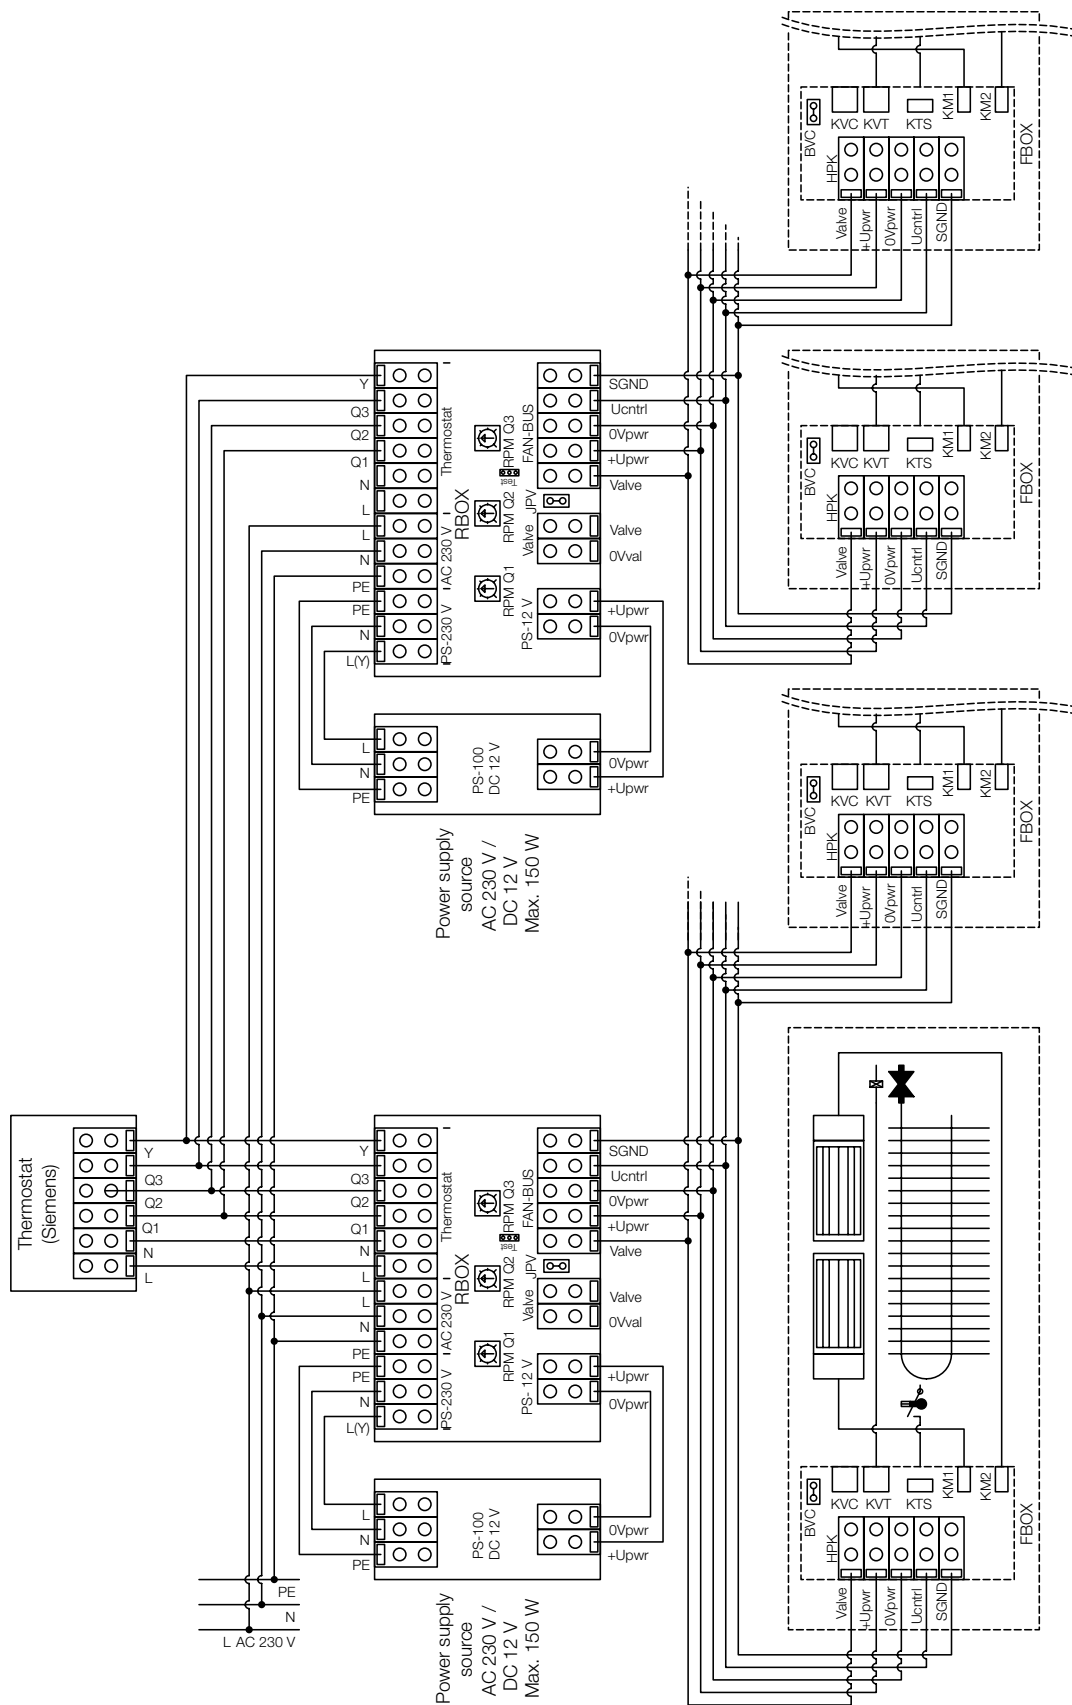 Thermostat
(Siemens)
Y
Q3
Q2
Q1
N
L
Y
Q3
Q2
Q1
N
L
L
N
PE
PE
N
L(Y)
Thermostat
AC 230 V
PS-230 V
RBOX
RPM Q3
RPM Q2
RPM Q1
Test
JPV
FAN-BUS
Valve
PS-12 V
SGND
Ucntrl
0Vpwr
+Upwr
Valve
Valve
0Vval
+Upwr
0Vpwr
L
N
PE
PS-100
DC 12 V
0Vpwr
+Upwr
Power supply
source
AC 230 V /
DC 12 V
Max. 150 W
Y
Q3
Q2
Q1
N
L
L
N
PE
PE
N
L(Y)
Thermostat
AC 230 V
PS-230 V
RBOX
RPM Q3
RPM Q2
RPM Q1
Test
JPV
FAN-BUS
Valve
PS- 12 V
SGND
Ucntrl
0Vpwr
+Upwr
Valve
Valve
0Vval
+Upwr
0Vpwr
L
N
PE
PS-100
DC 12 V
0Vpwr
+Upwr
Power supply
source
AC 230 V /
DC 12 V
Max. 150 W
PE
N
L AC 230 V
BVC
KVC
KVT
KTS
KM1
KM2
HPK
FBOX
Valve
+Upwr
0Vpwr
Ucntrl
SGND
BVC
KVC
KVT
KTS
KM1
KM2
HPK
FBOX
Valve
+Upwr
0Vpwr
Ucntrl
SGND
BVC
KVC
KVT
KTS
KM1
KM2
HPK
FBOX
Valve
+Upwr
0Vpwr
Ucntrl
SGND
BVC
KVC
KVT
KTS
KM1
KM2
HPK
FBOX
Valve
+Upwr
0Vpwr
Ucntrl
SGND